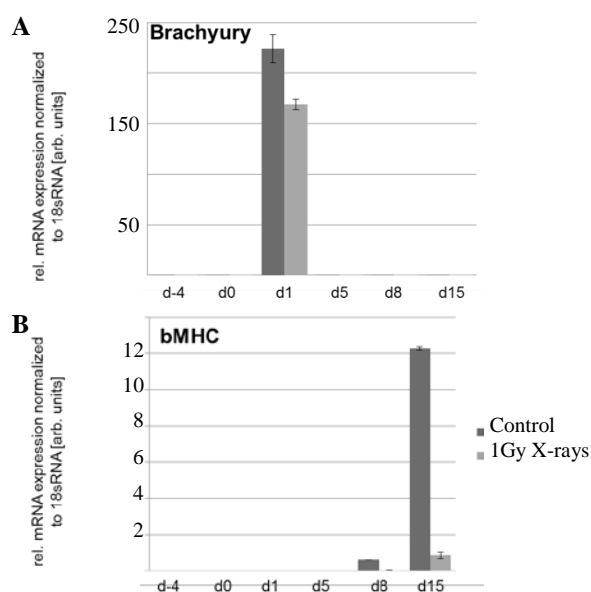 A
Brachyury
rel. mRNA expression normalized
to 18sRNA [arb. units]
250
150
50
d-4 d0 d1 d5 d8 d15
B
bMHC
rel. mRNA expression normalized
to 18sRNA [arb. units]
12
10
8
6
4
2
d-4 d0 d1 d5 d8 d15
Control
1Gy X-rays